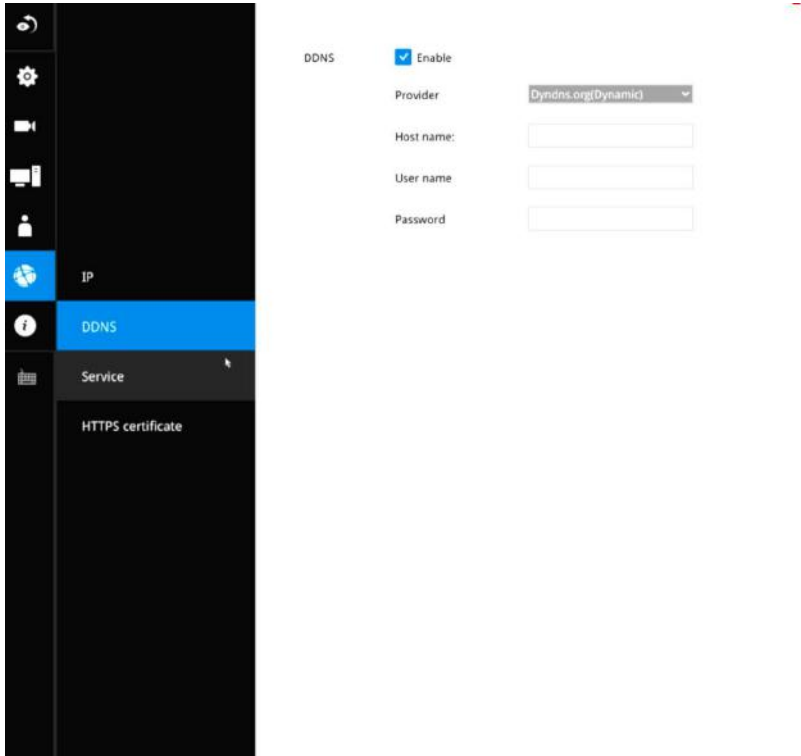 DDNS
Enable
Provider
Dyndns.org(Dynamic)
Host name:
User name
Password
IP
DDNS
Service
HTTPS certificate